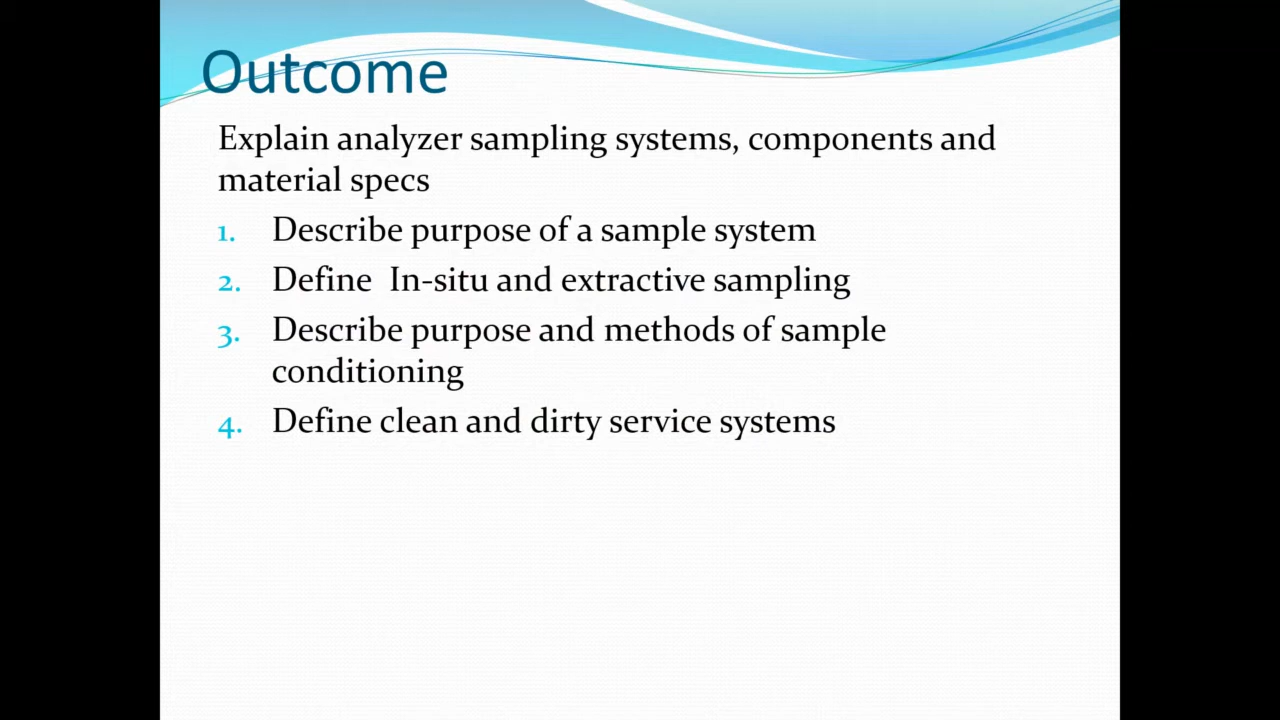 Outcome
Explain analyzer sampling systems, components and
material specs
1. Describe purpose of a sample system
2. Define  In-situ and extractive sampling
3. Describe purpose and methods of sample
conditioning
4. Define clean and dirty service systems